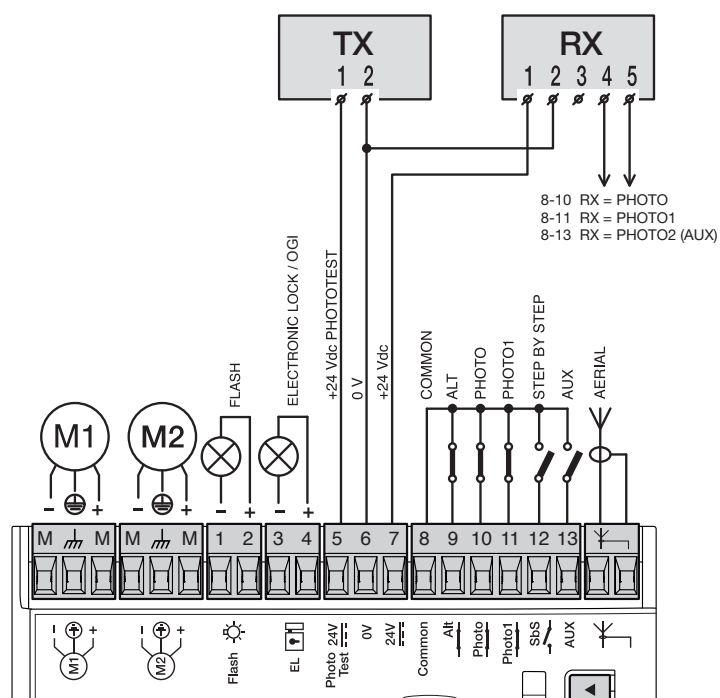 TX
1 2
RX
1 2 3 4 5
8-10 RX = PHOTO
8-11 RX = PHOTO1
8-13 RX = PHOTO2 (AUX)
FLASH
ELECTRONIC LOCK / OGI
+24 Vdc PHOTOTEST
0 V
+24 Vdc
COMMON
ALT
PHOTO
PHOTO1
STEP BY STEP
AUX
AERIAL
M1
M2
- +
- +
- +
- +
M M
M M
1 2
3 4
5 6 7
8 9 10 11 12 13
- +
M1
- +
M2
Flash
EL
Photo 24V
Test
0V
24V
Common
Alt
Photo
Photo1
SbS
AUX